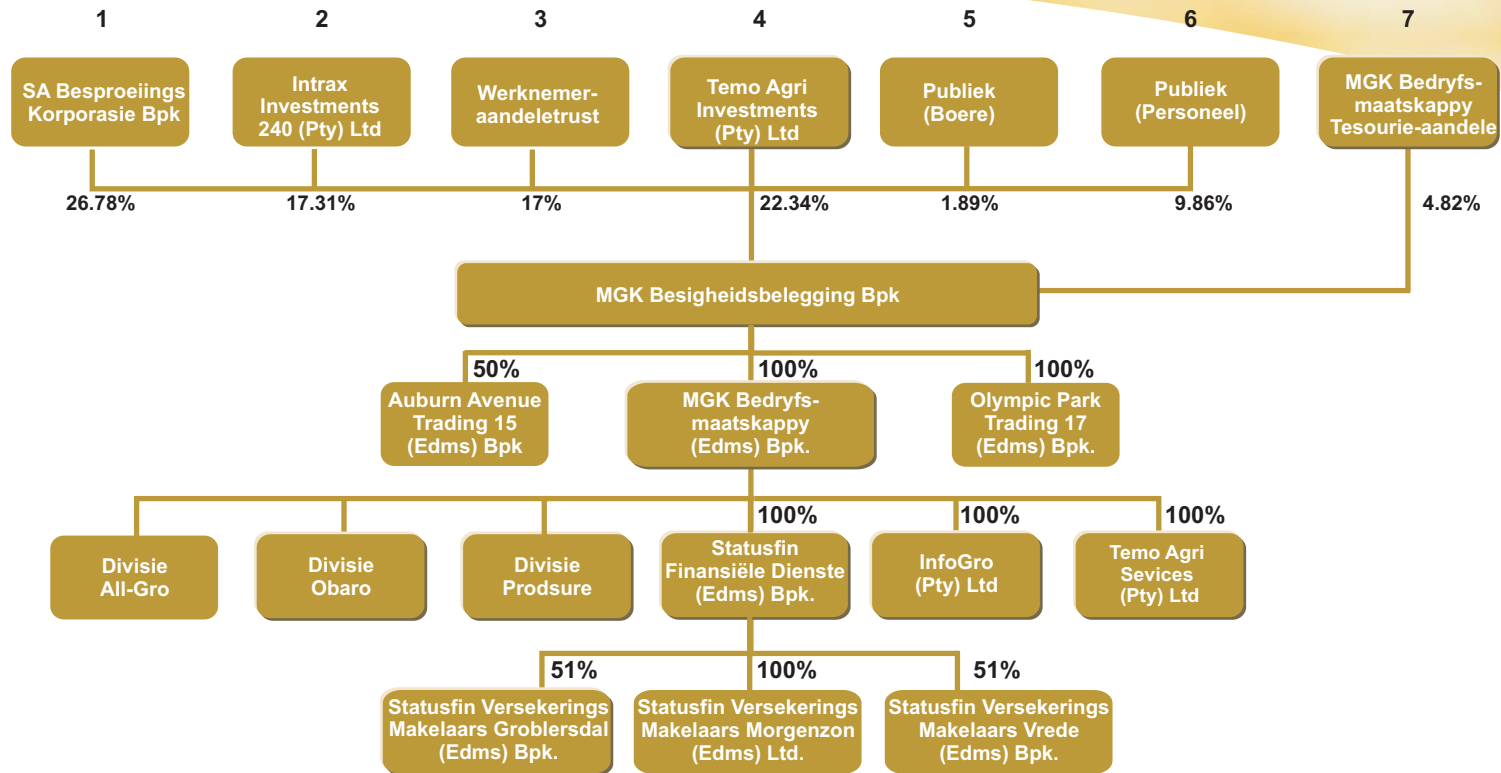 1 2 3 4 5 6 7
SA Besproeiings
Korporasie Bpk
Intrax
Investments
240 (Pty) Ltd
Werknemer-
aandeletrust
Temo Agri
Investments
(Pty) Ltd
Publiek
(Boere)
Publiek
(Personeel)
MGK Bedryfs-
maatskappy
Tesourie-aandele
26.78% 17.31% 17% 22.34% 1.89% 9.86% 4.82%
MGK Besigheidsbelegging Bpk
50% 100% 100%
Auburn Avenue
Trading 15
(Edms) Bpk
MGK Bedryfs-
maatskappy
(Edms) Bpk.
Olympic Park
Trading 17
(Edms) Bpk.
100% 100% 100%
Divisie
All-Gro
Divisie
Obaro
Divisie
Prodsure
Statusfin
Finansiële Dienste
(Edms) Bpk.
InfoGro
(Pty) Ltd
Temo Agri
Sevices
(Pty) Ltd
51% 100% 51%
Statusfin Versekerings
Makelaars Groblersdal
(Edms) Bpk.
Statusfin Versekerings
Makelaars Morgenzon
(Edms) Ltd.
Statusfin Versekerings
Makelaars Vrede
(Edms) Bpk.